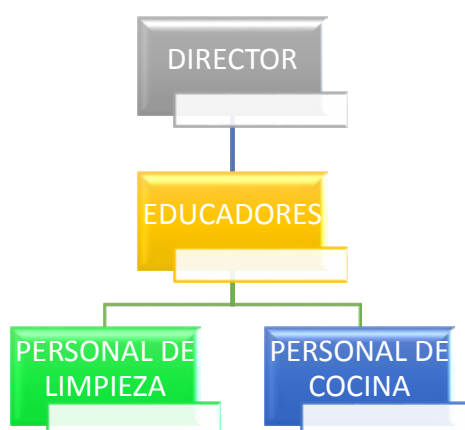 DIRECTOR
EDUCADORES
PERSONAL DE
LIMPIEZA
PERSONAL DE
COCINA